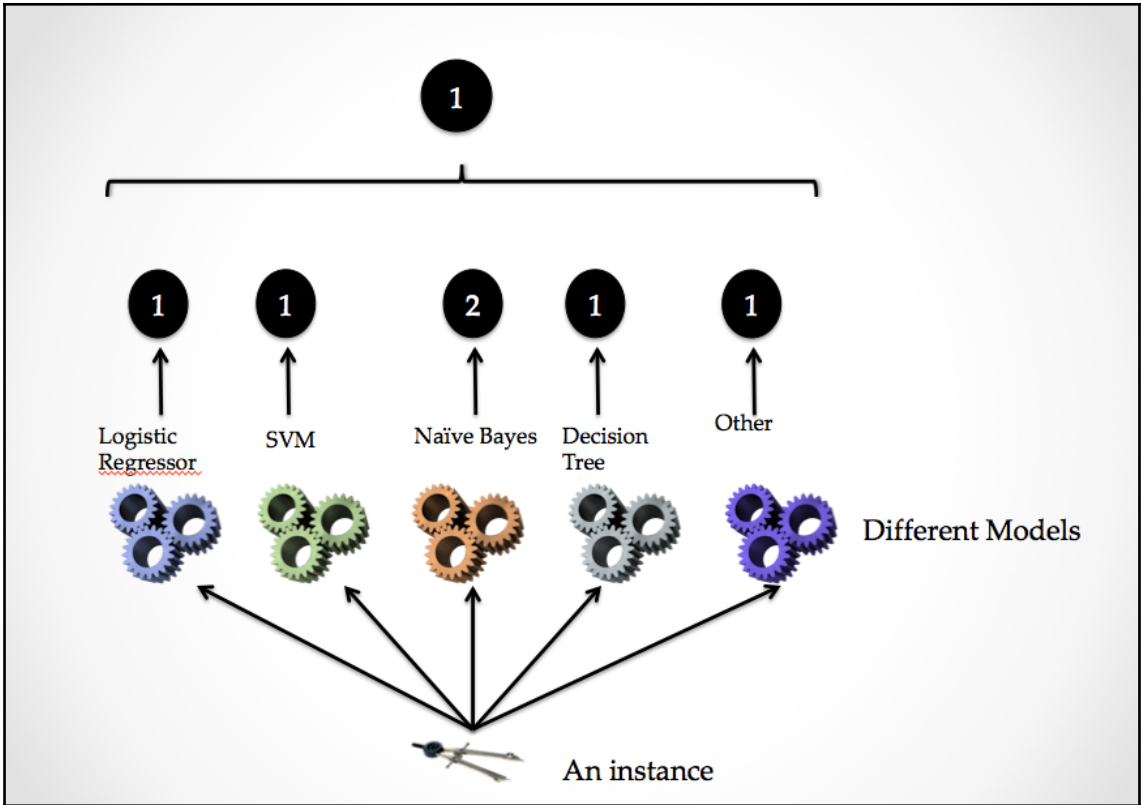 1
1
1
2
1
1
Logistic
Regressor
SVM
Naïve Bayes
Decision
Tree
Other
Different Models
An instance